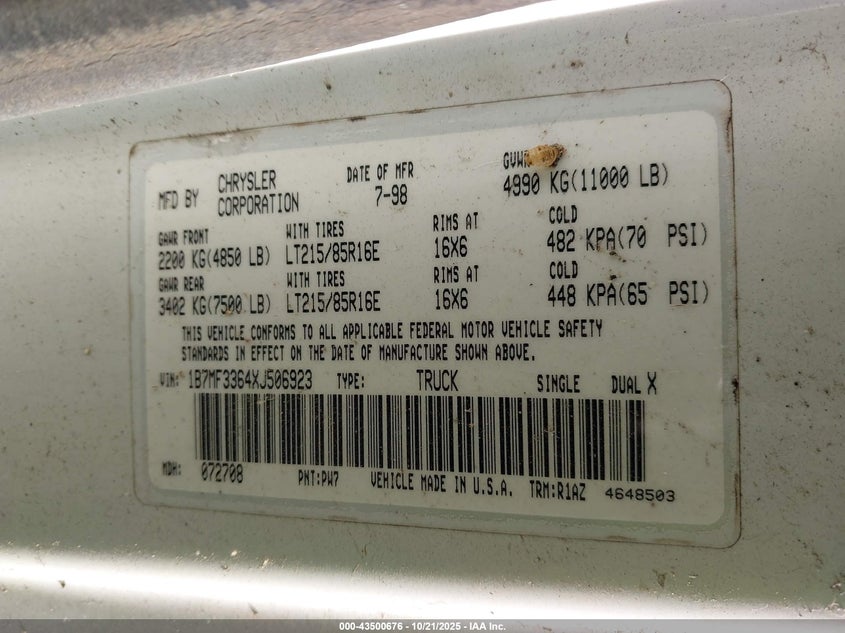 MFD BY CHRYSLER CORPORATION DATE OF MFR 7-98 GVWR 4990 KG(11000 LB)
GAWR FRONT WITH TIRES RIMS AT COLD
2200 KG(4850 LB) LT215/85R16E 16X6 482 KPA(70 PSI)
GAWR REAR WITH TIRES RIMS AT COLD
3402 KG(7500 LB) LT215/85R16E 16X6 448 KPA(65 PSI)
THIS VEHICLE CONFORMS TO ALL APPLICABLE FEDERAL MOTOR VEHICLE SAFETY
STANDARDS IN EFFECT ON THE DATE OF MANUFACTURE SHOWN ABOVE.
VIN: 1B7MF3364XJ506923 TYPE: TRUCK SINGLE DUAL X
MDH: 072708 PNT:PW7 VEHICLE MADE IN U.S.A. TRM:R1AZ 4648503
000-43500676 - 10/21/2025 - IAA Inc.